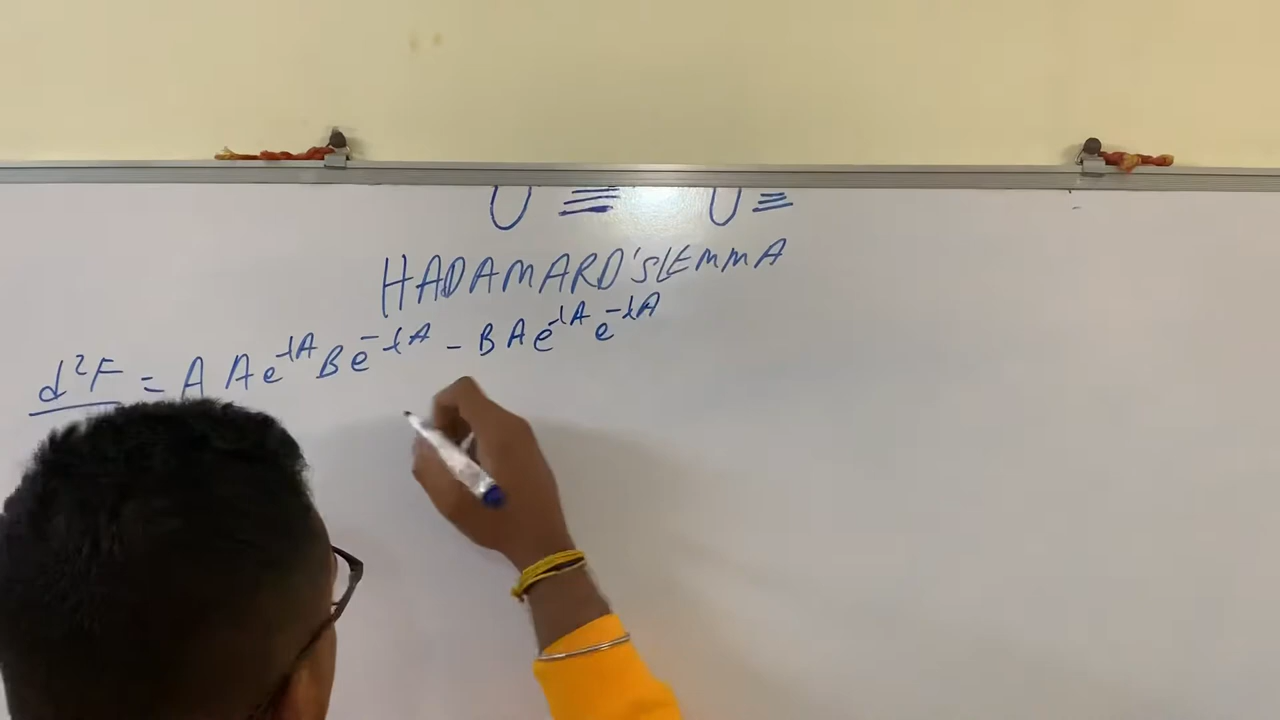 U ≡ U ≡
HADAMARD'S LEMMA
d²F = A A e^{tA} B e^{-tA} - B A e^{tA} e^{-tA}